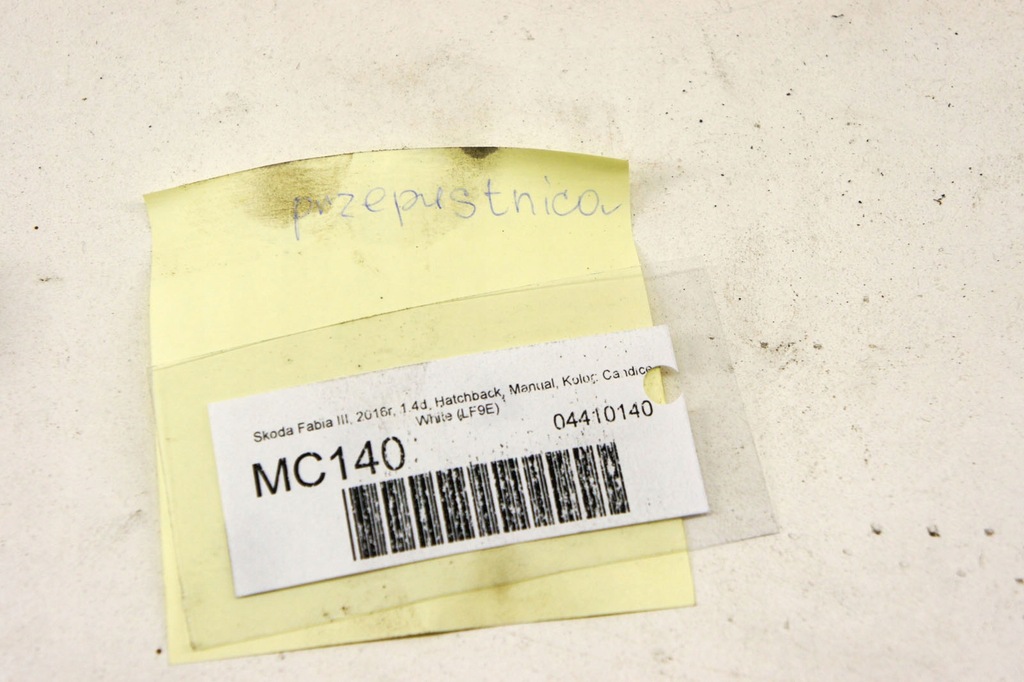 przepustnica
Skoda Fabia III, 2016r, 1.4d, Hatchback, Manual, Kolor: Candice
White (LF9E)
04410140
MC140